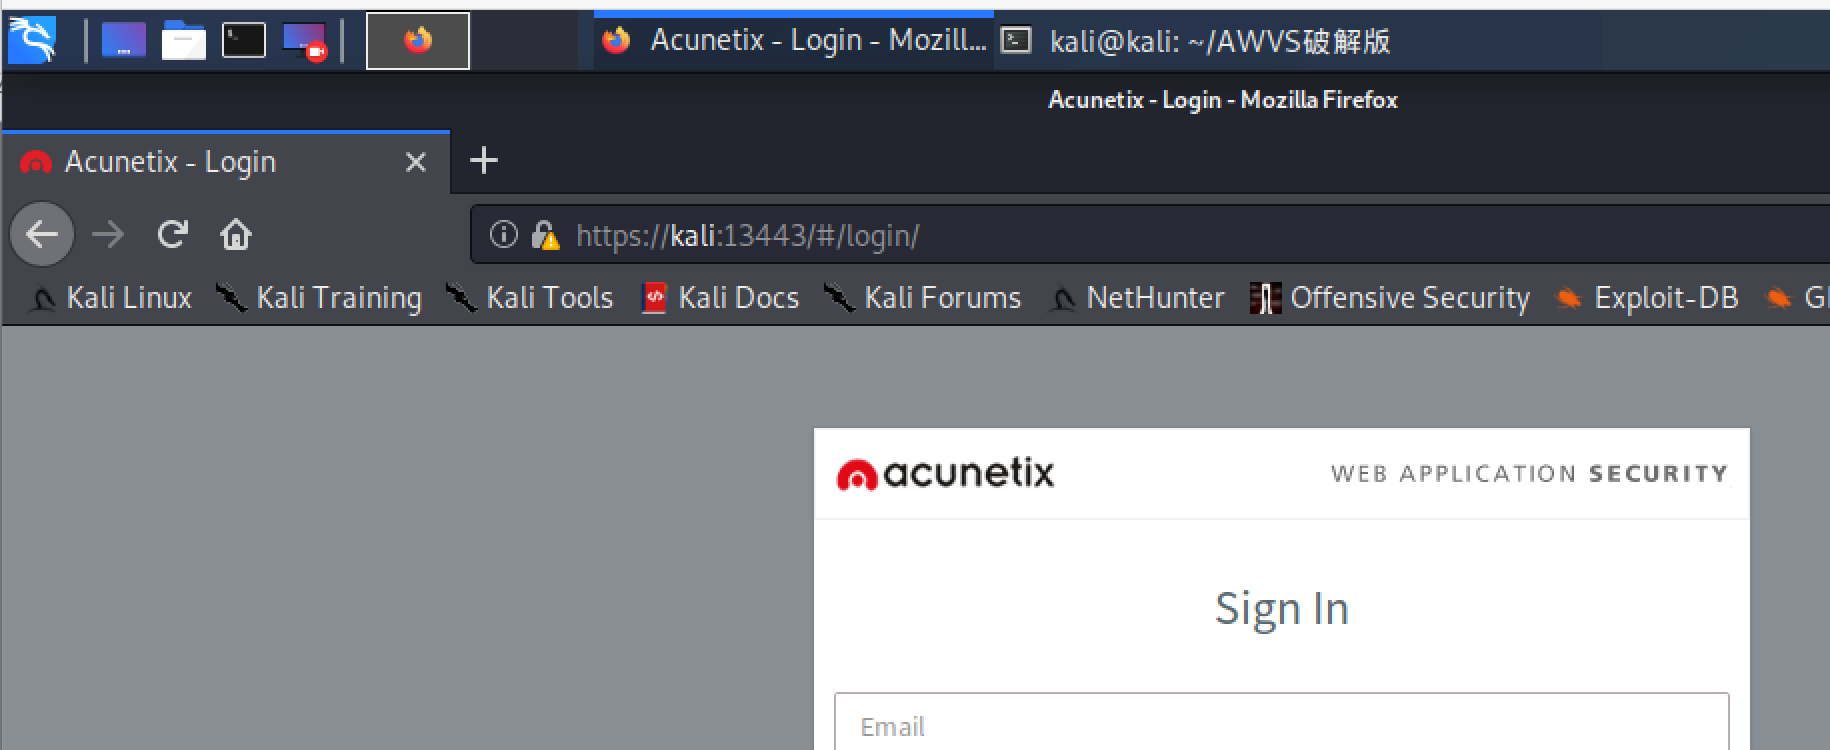 Acunetix - Login - Mozill...
kali@kali: ~/AWVS破解版
Acunetix - Login - Mozilla Firefox
Acunetix - Login
https://kali:13443/#/login/
Kali Linux Kali Training Kali Tools Kali Docs Kali Forums NetHunter Offensive Security Exploit-DB
acunetix WEB APPLICATION SECURITY
Sign In
Email